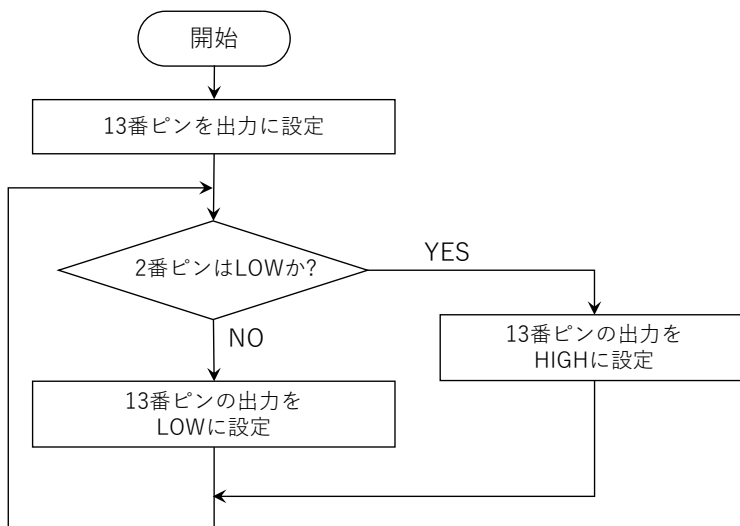 開始
13番ピンを出力に設定
2番ピンはLOWか?
YES
NO
13番ピンの出力を
HIGHに設定
13番ピンの出力を
LOWに設定